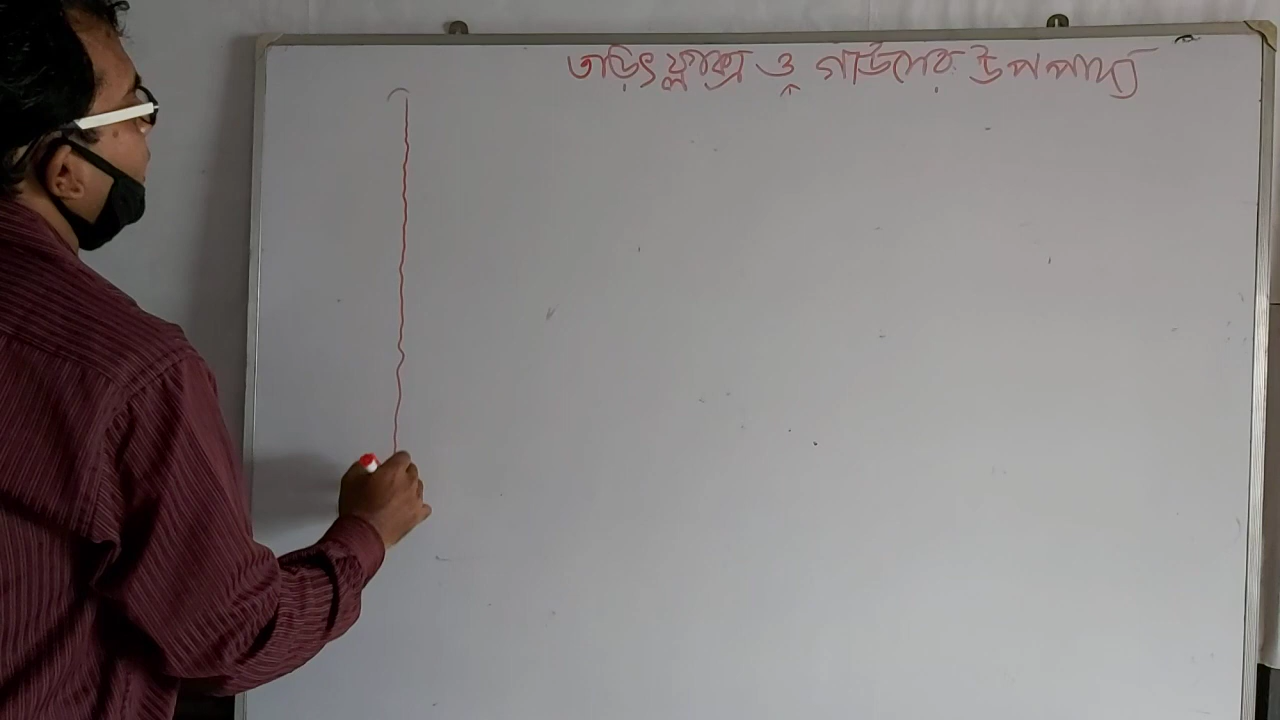 তড়িৎ ফ্লাক্স ও গাউসের উপপাদ্য